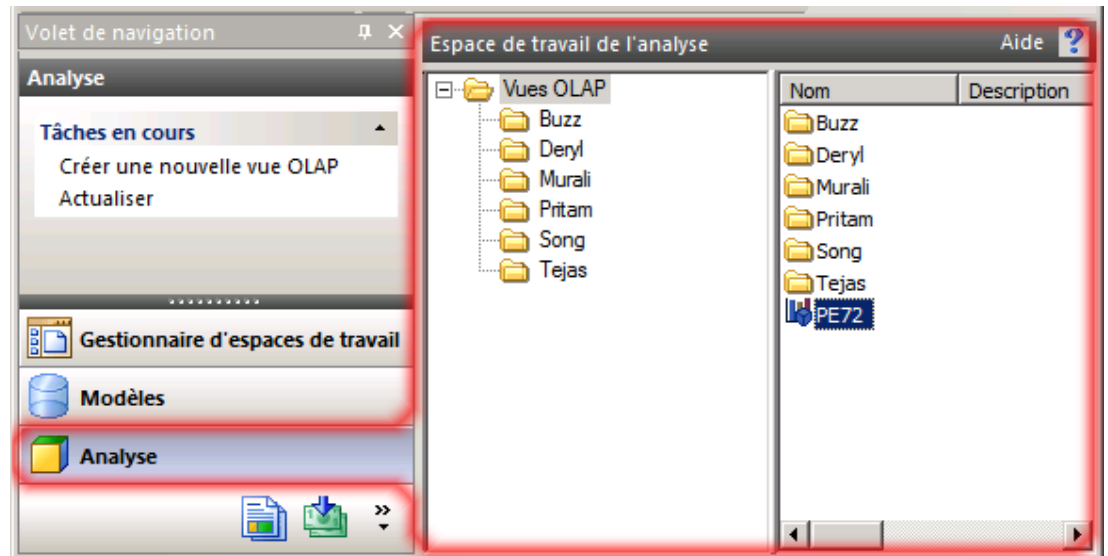 Volet de navigation
Analyse
Tâches en cours
Créer une nouvelle vue OLAP
Actualiser
Gestionnaire d'espaces de travail
Modèles
Analyse
Espace de travail de l'analyse
Aide
Vues OLAP
Buzz
Deryl
Murali
Pritam
Song
Tejas
Nom Description
Buzz
Deryl
Murali
Pritam
Song
Tejas
PE72